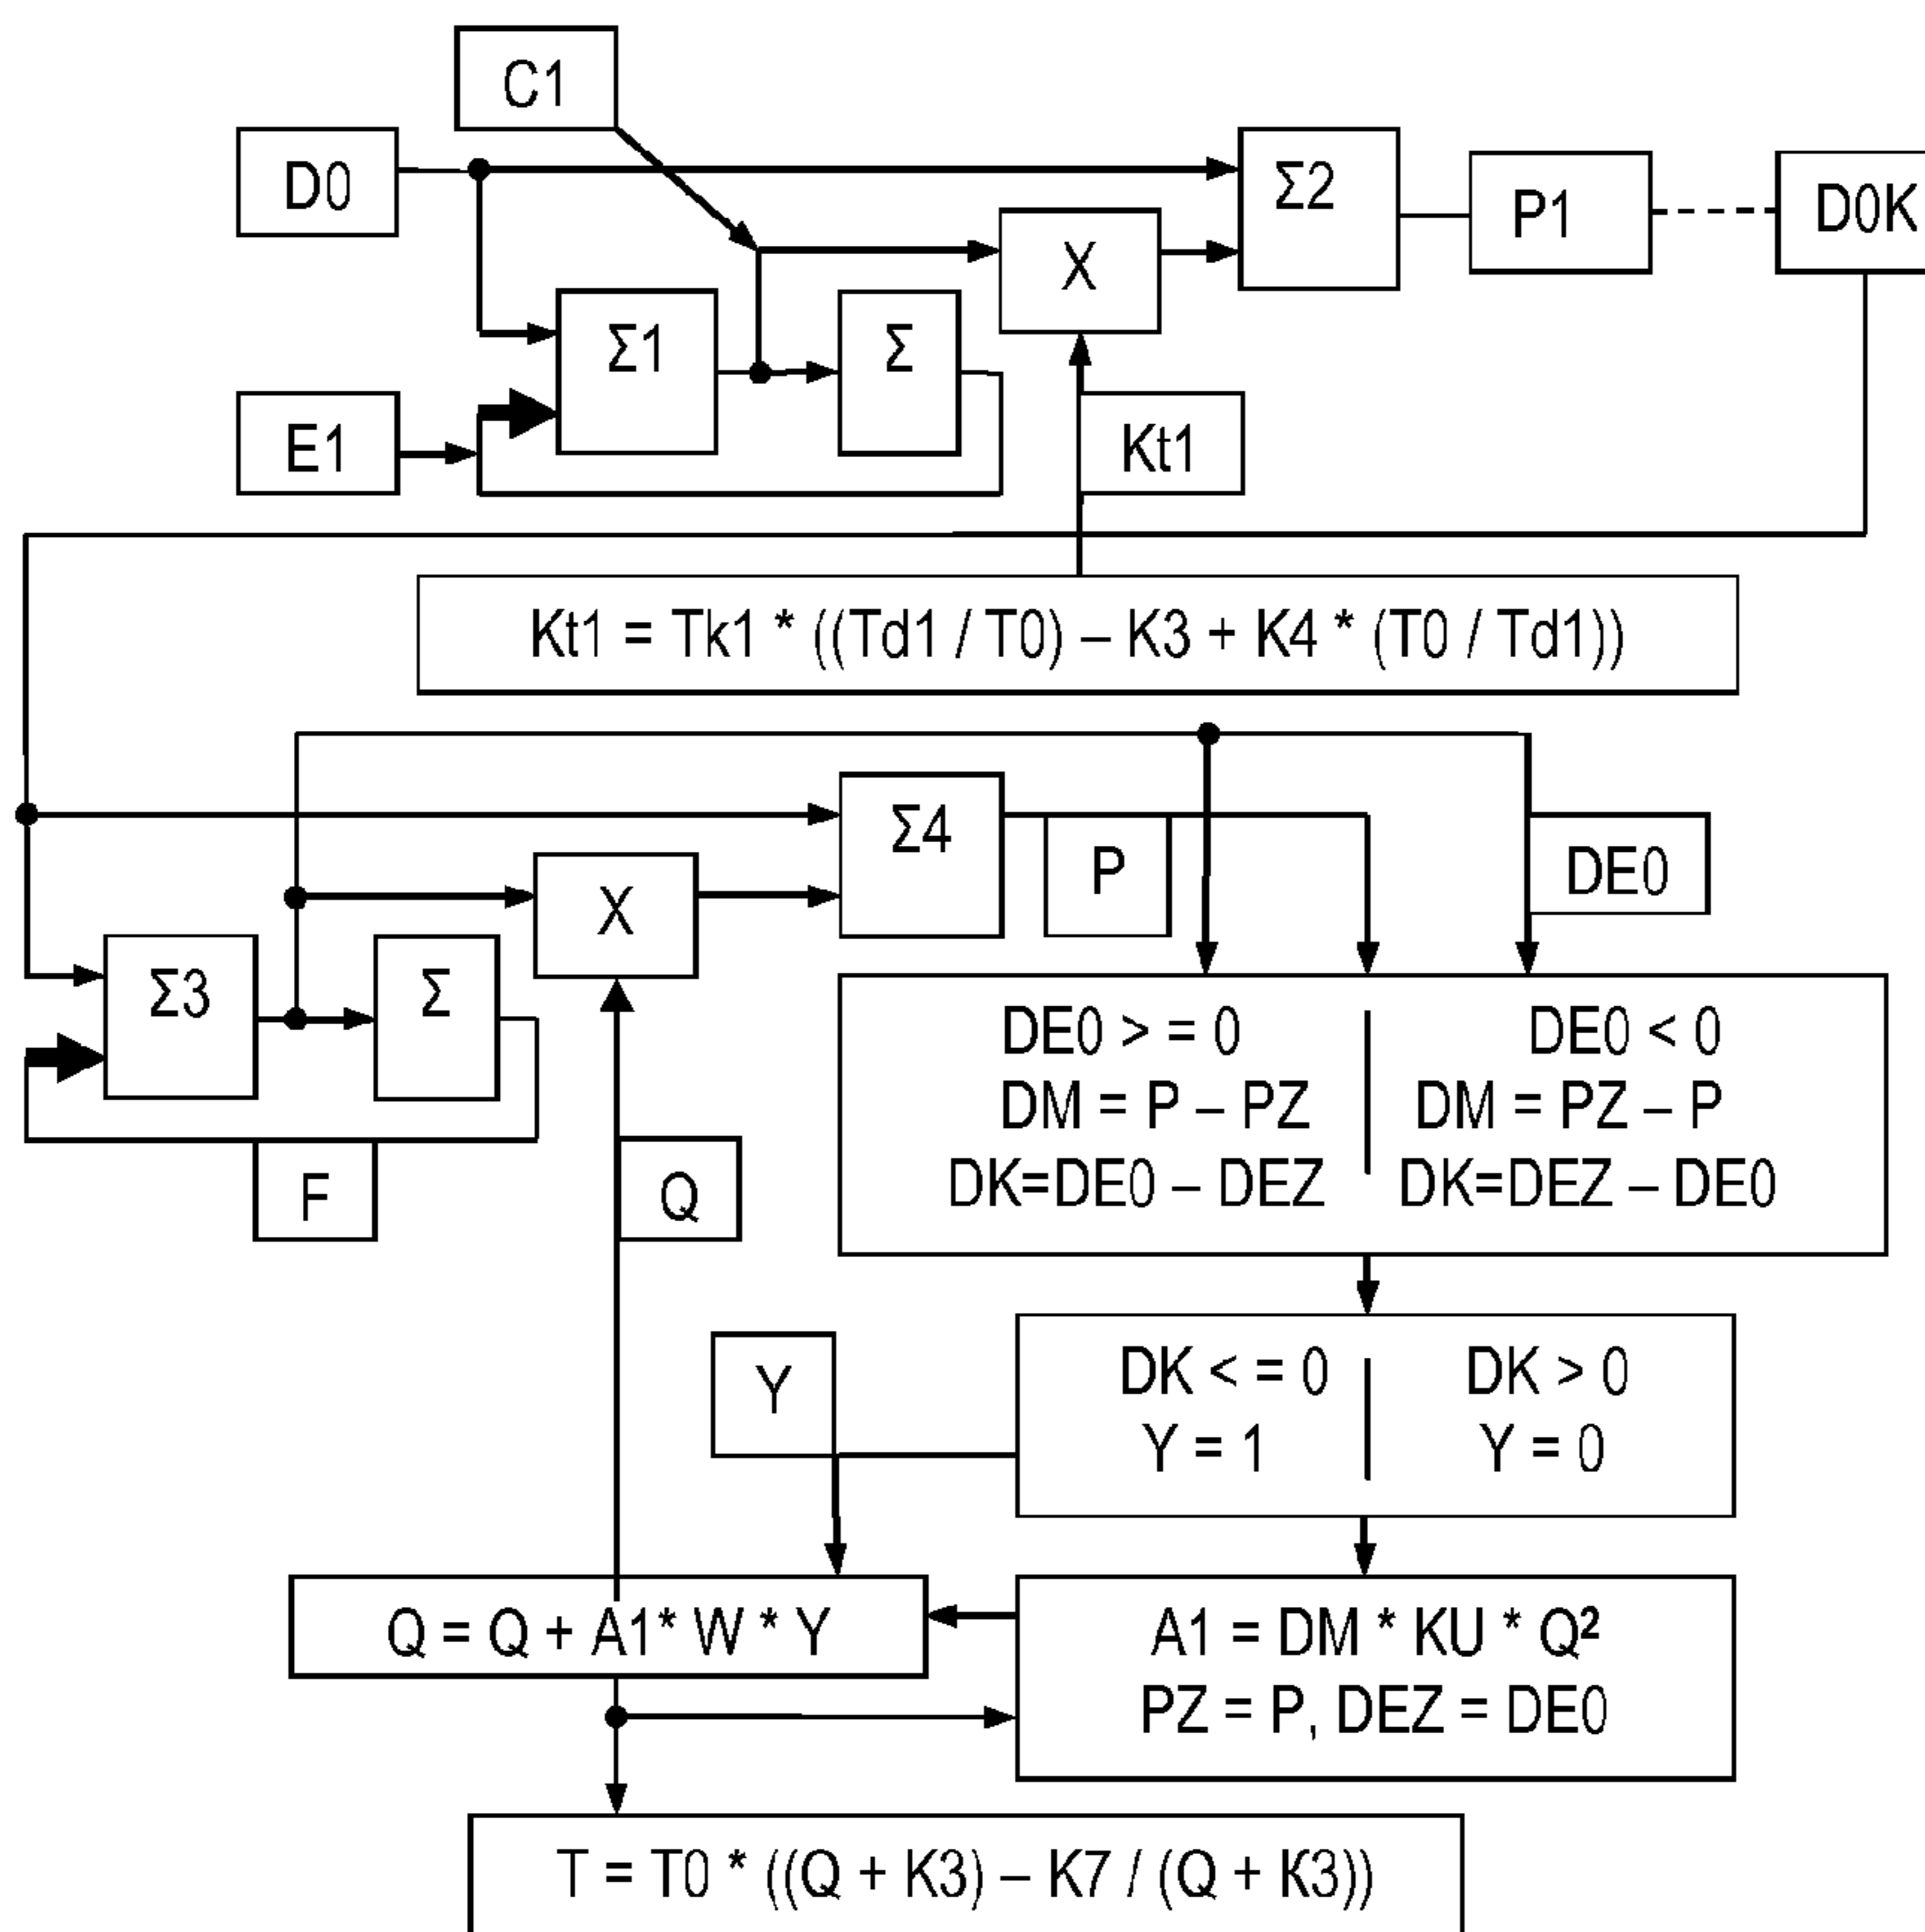 C1
D0
Σ2
P1
D0K
X
Σ1
Σ
E1
Kt1
Kt1 = Tk1 * ((Td1 / T0) – K3 + K4 * (T0 / Td1))
Σ4
P
DE0
X
Σ3
Σ
DE0 > = 0
DE0 < 0
DM = P – PZ
DM = PZ – P
DK=DE0 – DEZ
DK=DEZ – DE0
F
Q
Y
DK < = 0
DK > 0
Y = 1
Y = 0
Q = Q + A1* W * Y
A1 = DM * KU * Q²
PZ = P, DEZ = DE0
T = T0 * ((Q + K3) – K7 / (Q + K3))